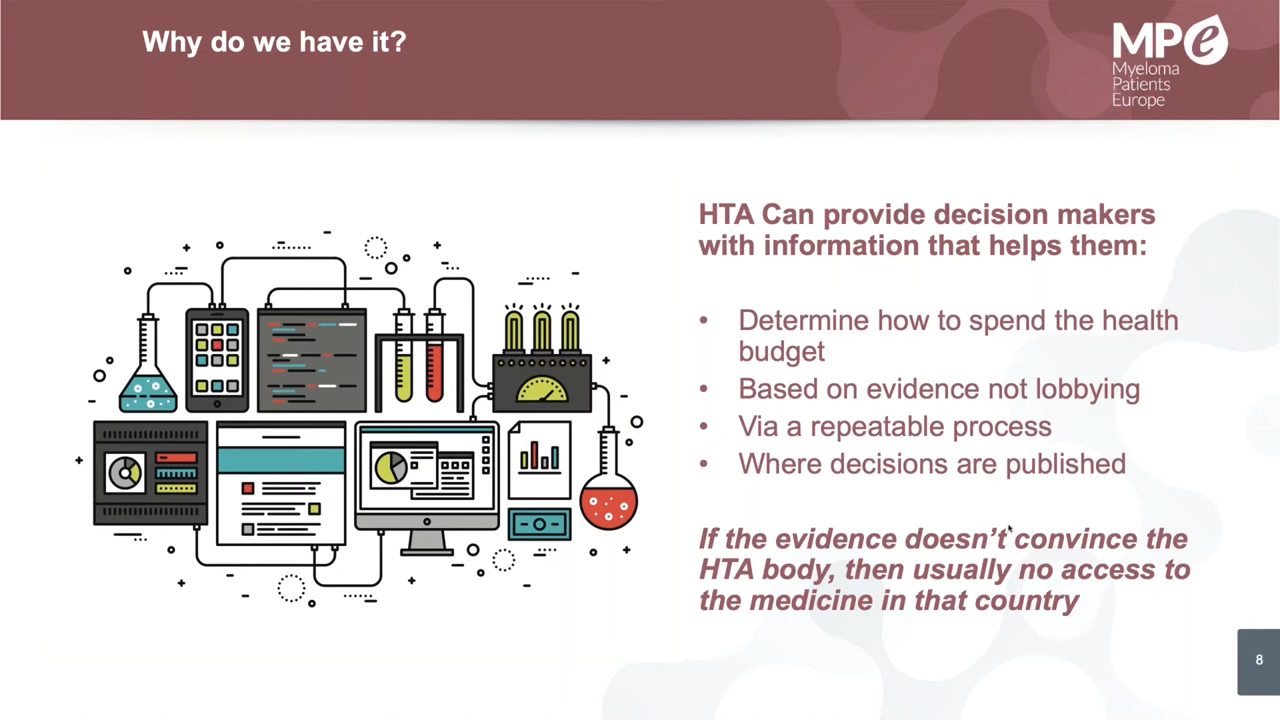 Why do we have it?
MPe
Myeloma
Patients
Europe
HTA Can provide decision makers
with information that helps them:
• Determine how to spend the health
budget
• Based on evidence not lobbying
• Via a repeatable process
• Where decisions are published
If the evidence doesn’t convince the
HTA body, then usually no access to
the medicine in that country
8